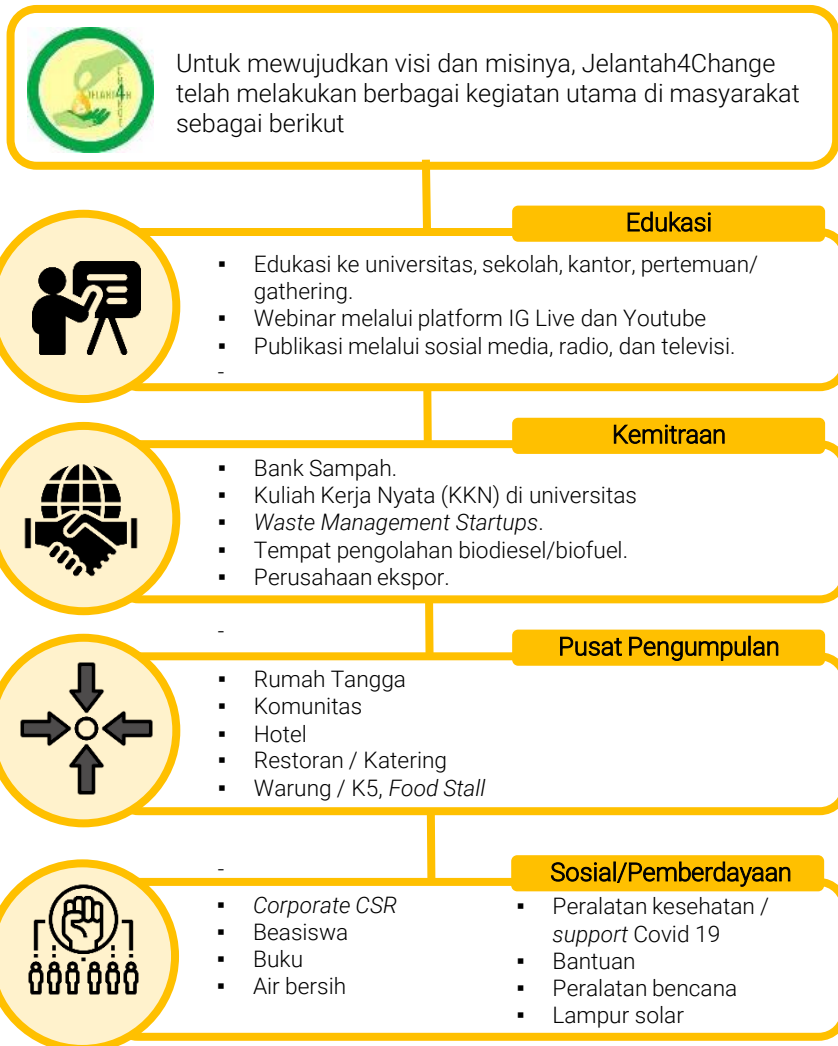 JELANT4H
CHANGE
Untuk mewujudkan visi dan misinya, Jelantah4Change
telah melakukan berbagai kegiatan utama di masyarakat
sebagai berikut
Edukasi
▪ Edukasi ke universitas, sekolah, kantor, pertemuan/
gathering.
▪ Webinar melalui platform IG Live dan Youtube
▪ Publikasi melalui sosial media, radio, dan televisi.
-
Kemitraan
▪ Bank Sampah.
▪ Kuliah Kerja Nyata (KKN) di universitas
▪ Waste Management Startups.
▪ Tempat pengolahan biodiesel/biofuel.
▪ Perusahaan ekspor.
-
Pusat Pengumpulan
▪ Rumah Tangga
▪ Komunitas
▪ Hotel
▪ Restoran / Katering
▪ Warung / K5, Food Stall
-
Sosial/Pemberdayaan
▪ Corporate CSR
▪ Beasiswa
▪ Buku
▪ Air bersih
▪ Peralatan kesehatan /
support Covid 19
▪ Bantuan
▪ Peralatan bencana
▪ Lampur solar